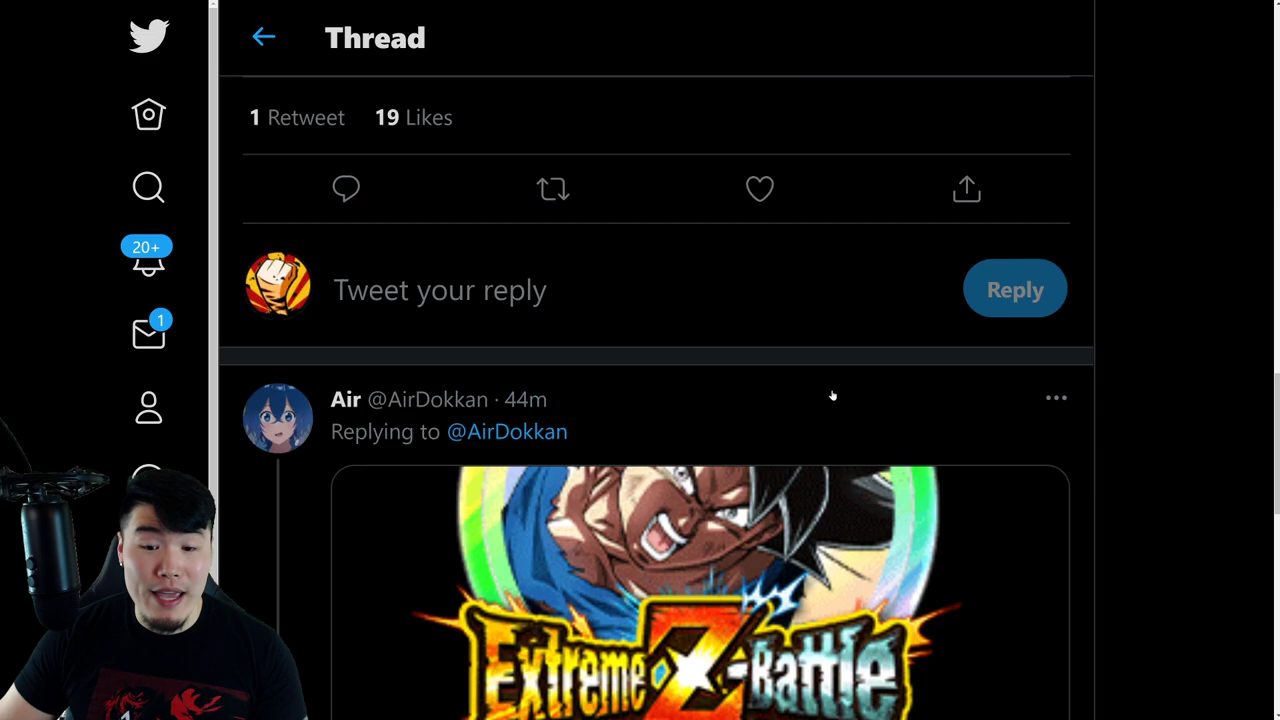 Thread
1 Retweet 19 Likes
20+
Tweet your reply
Reply
1
Air @AirDokkan · 44m
Replying to @AirDokkan
Extreme Z-Battle